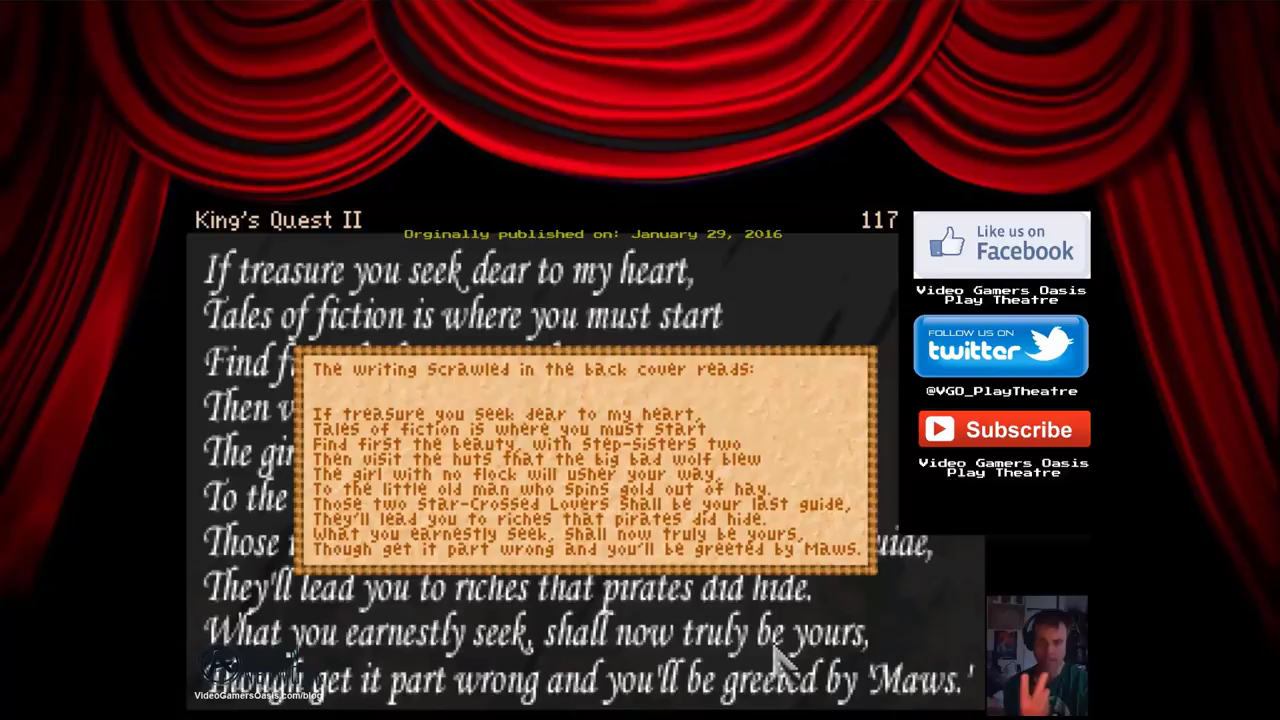 King's Quest II
117
Orginally published on: January 29, 2016
If treasure you seek dear to my heart,
Tales of fiction is where you must start
Find
Then
The
To the
Those
They'll lead you to riches that pirates did hide.
What you earnestly seek, shall now truly be yours,
get it part wrong and you'll be greeted by 'Maws.'
The writing Scrawled in the back cover reads:
If treasure you seek dear to my heart,
Tales of fiction is where you must start
Find first the beauty, with step-sisters two
Then visit the huts that the big bad wolf blew
The girl with no flock will usher your way,
To the little old man who spins gold out of hay.
Those two Star-Crossed Lovers shall be your last guide,
They'll lead you to riches that pirates did hide.
What you earnestly seek, shall now truly be yours,
Though get it part wrong and you'll be greeted by Maws.
VideoGamersOasis.com/blog
Like us on
Facebook
Video Gamers Oasis
Play Theatre
FOLLOW US ON
twitter
@VGO_PlayTheatre
Subscribe
Video Gamers Oasis
Play Theatre